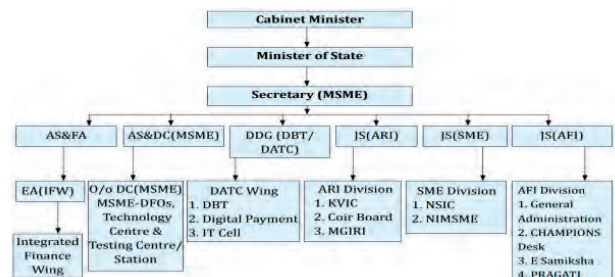 Cabinet Minister
Minister of State
Secretary (MSME)
AS&FA
AS&DC(MSME)
DDG (DBT/
DATC)
JS(ARI)
JS(SME)
JS(AFI)
EA(IFW)
Integrated
Finance
Wing
O/o DC(MSME)
MSME-DFOs,
Technology
Centre &
Testing Centre/
Station
DATC Wing
1. DBT
2. Digital Payment
3. IT Cell
ARI Division
1. KVIC
2. Coir Board
3. MGIRI
SME Division
1. NSIC
2. NIMSME
AFI Division
1. General
Administration
2. CHAMPIONS
Desk
3. E Samiksha
4. PRAGATI